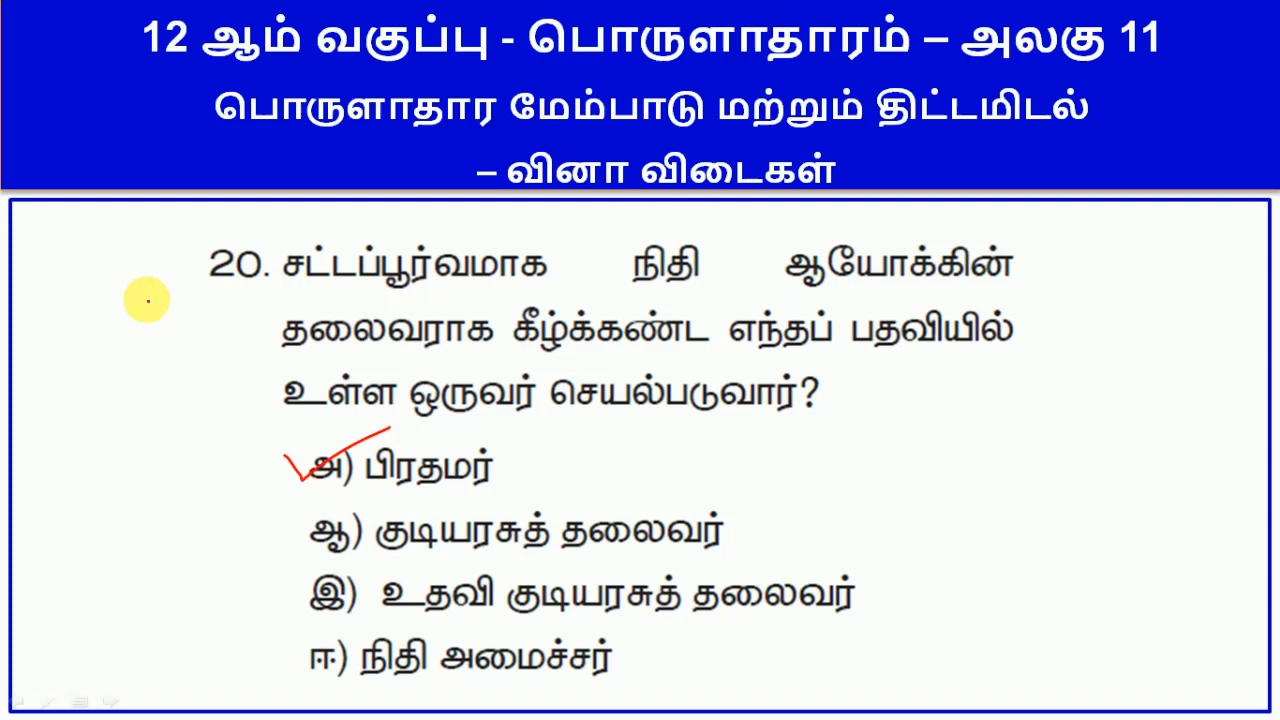 12 ஆம் வகுப்பு - பொருளாதாரம் – அலகு 11
பொருளாதார மேம்பாடு மற்றும் திட்டமிடல்
– வினா விடைகள்
20. சட்டப்பூர்வமாக நிதி ஆயோக்கின்
தலைவராக கீழ்க்கண்ட எந்தப் பதவியில்
உள்ள ஒருவர் செயல்படுவார்?
அ) பிரதமர்
ஆ) குடியரசுத் தலைவர்
இ) உதவி குடியரசுத் தலைவர்
ஈ) நிதி அமைச்சர்